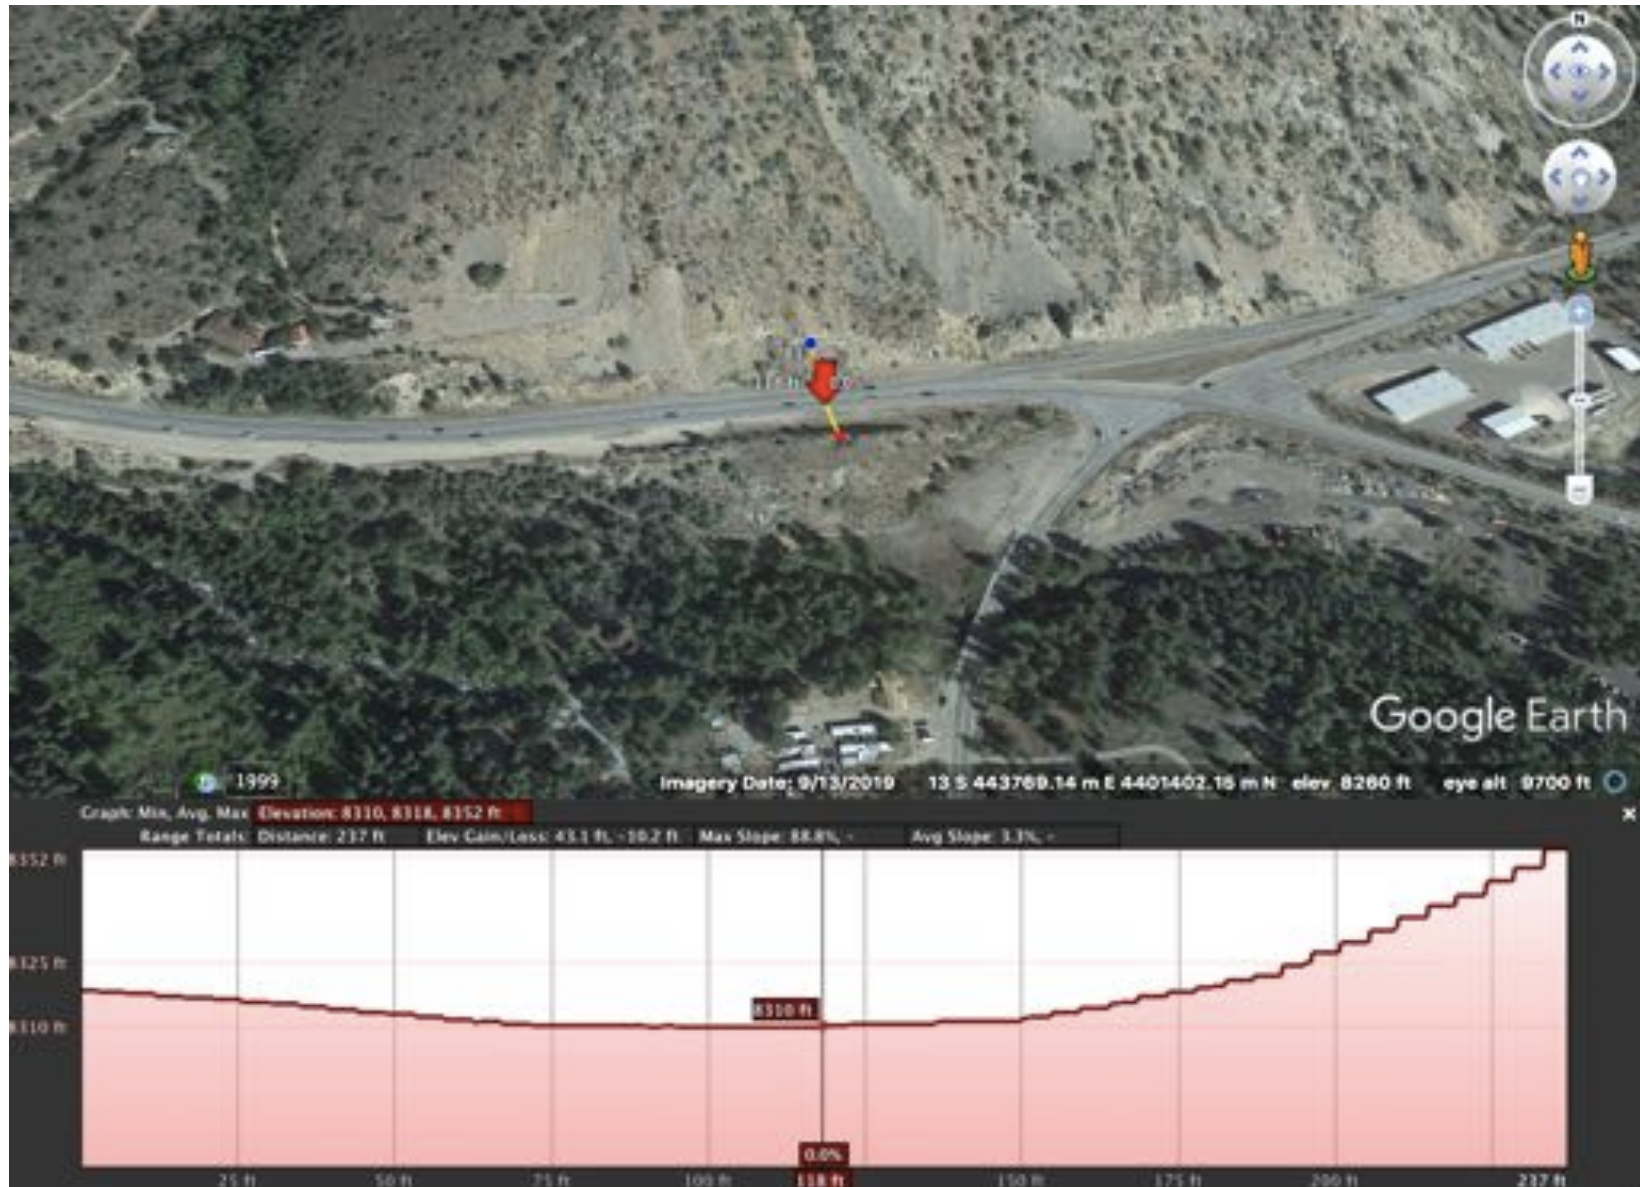 N
Google Earth
1999
Imagery Date: 9/13/2019 13 S 443769.14 m E 4401402.15 m N elev 8260 ft eye alt 9700 ft
Graph: Min, Avg, Max Elevation: 8310, 8318, 8352 ft
Range Totals: Distance: 237 ft Elev Gain/Loss: 43.1 ft, -10.2 ft Max Slope: 88.8%, - Avg Slope: 3.3%, -
8352 ft
8325 ft
8310 ft
8310 ft
0.0%
25 ft 50 ft 75 ft 100 ft 118 ft 150 ft 175 ft 200 ft 237 ft